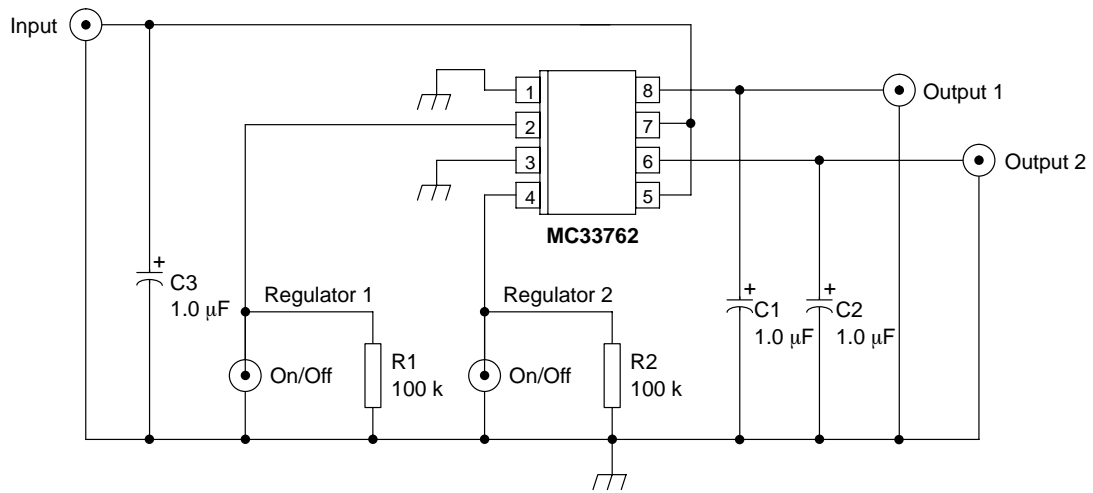 Input
1
8
Output 1
2
7
3
6
Output 2
4
5
MC33762
+
C3
1.0 μF
Regulator 1
Regulator 2
+
C1
1.0 μF
+
C2
1.0 μF
On/Off
R1
100 k
On/Off
R2
100 k